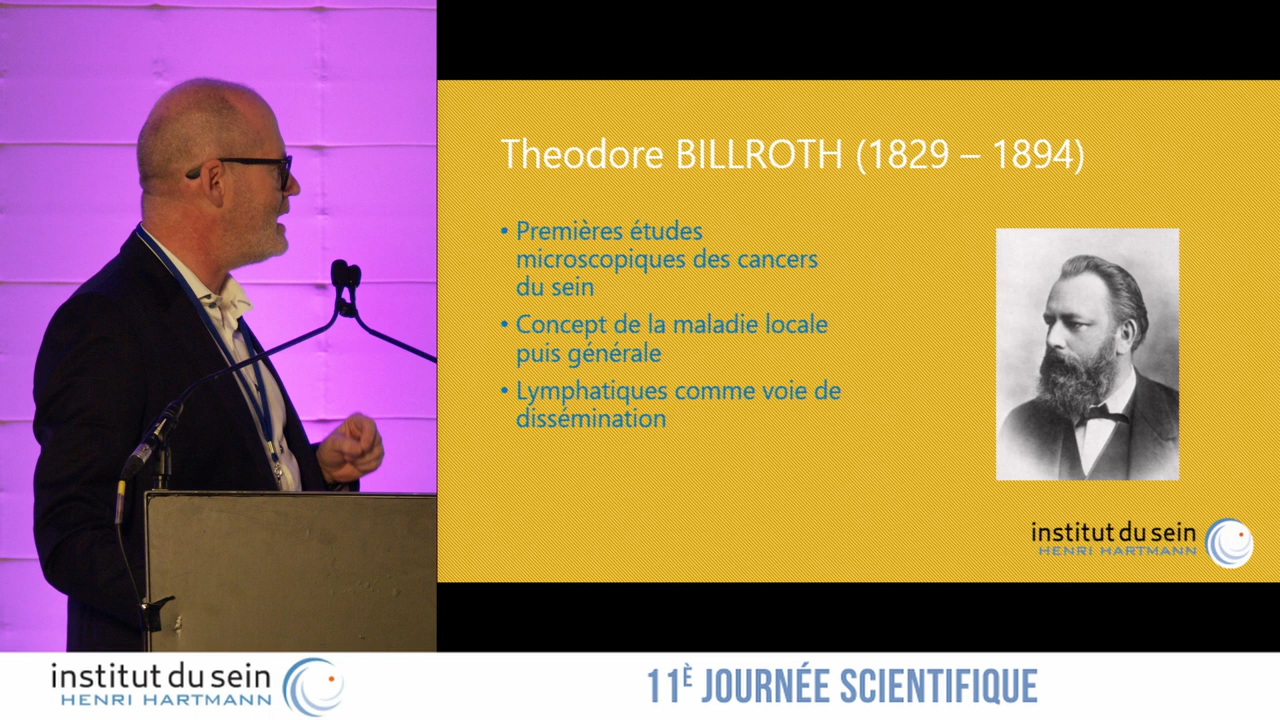 Theodore BILLROTH (1829 – 1894)
• Premières études
microscopiques des cancers
du sein
• Concept de la maladie locale
puis générale
• Lymphatiques comme voie de
dissémination
institut du sein
HENRI HARTMANN
institut du sein
HENRI HARTMANN
11È JOURNÉE SCIENTIFIQUE